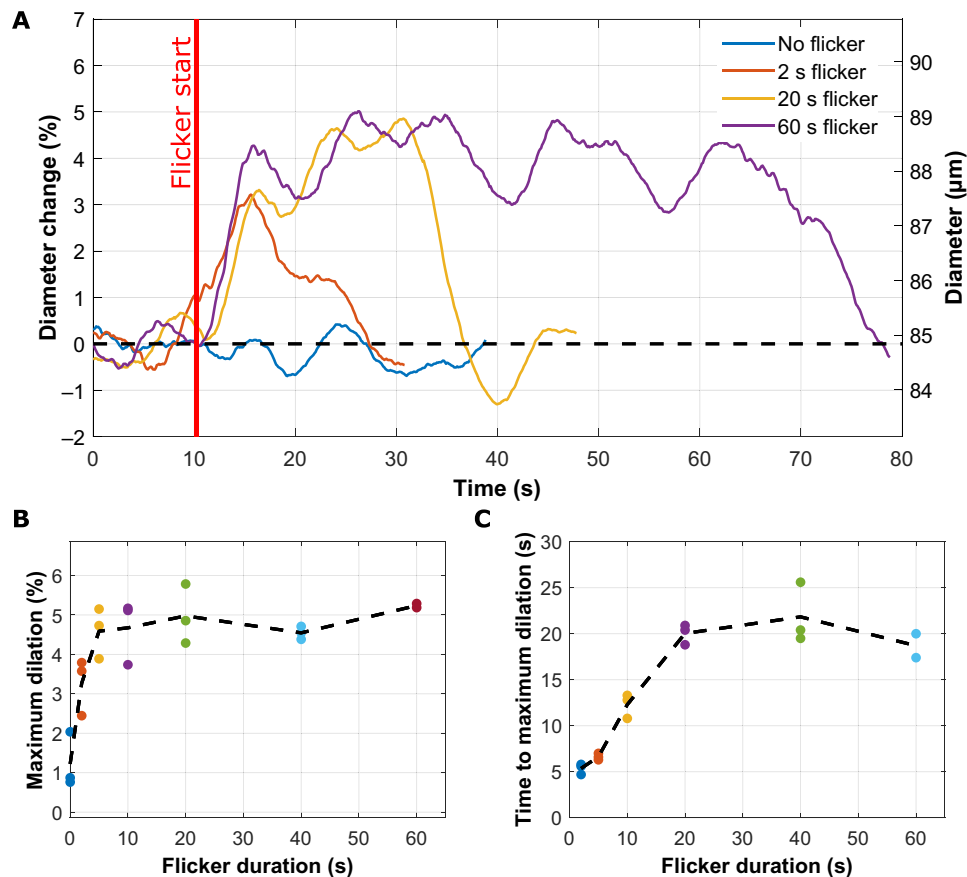 A
Diameter change (%)
7
6
5
4
3
2
1
0
–1
–2
Flicker start
No flicker
2 s flicker
20 s flicker
60 s flicker
90
89
88
87
86
85
84
Diameter (μm)
0 10 20 30 40 50 60 70 80
Time (s)
B
Maximum dilation (%)
6
5
4
3
2
1
0
0 10 20 30 40 50 60
Flicker duration (s)
C
Time to maximum dilation (s)
30
25
20
15
10
5
0
0 10 20 30 40 50 60
Flicker duration (s)